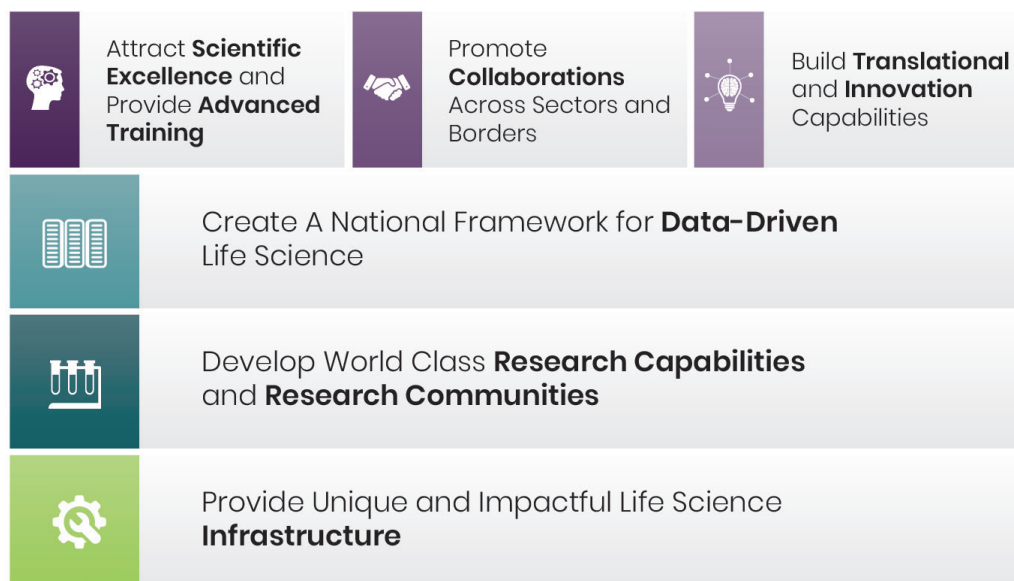 Attract Scientific
Excellence and
Provide Advanced
Training
Promote
Collaborations
Across Sectors and
Borders
Build Translational
and Innovation
Capabilities
Create A National Framework for Data-Driven
Life Science
Develop World Class Research Capabilities
and Research Communities
Provide Unique and Impactful Life Science
Infrastructure